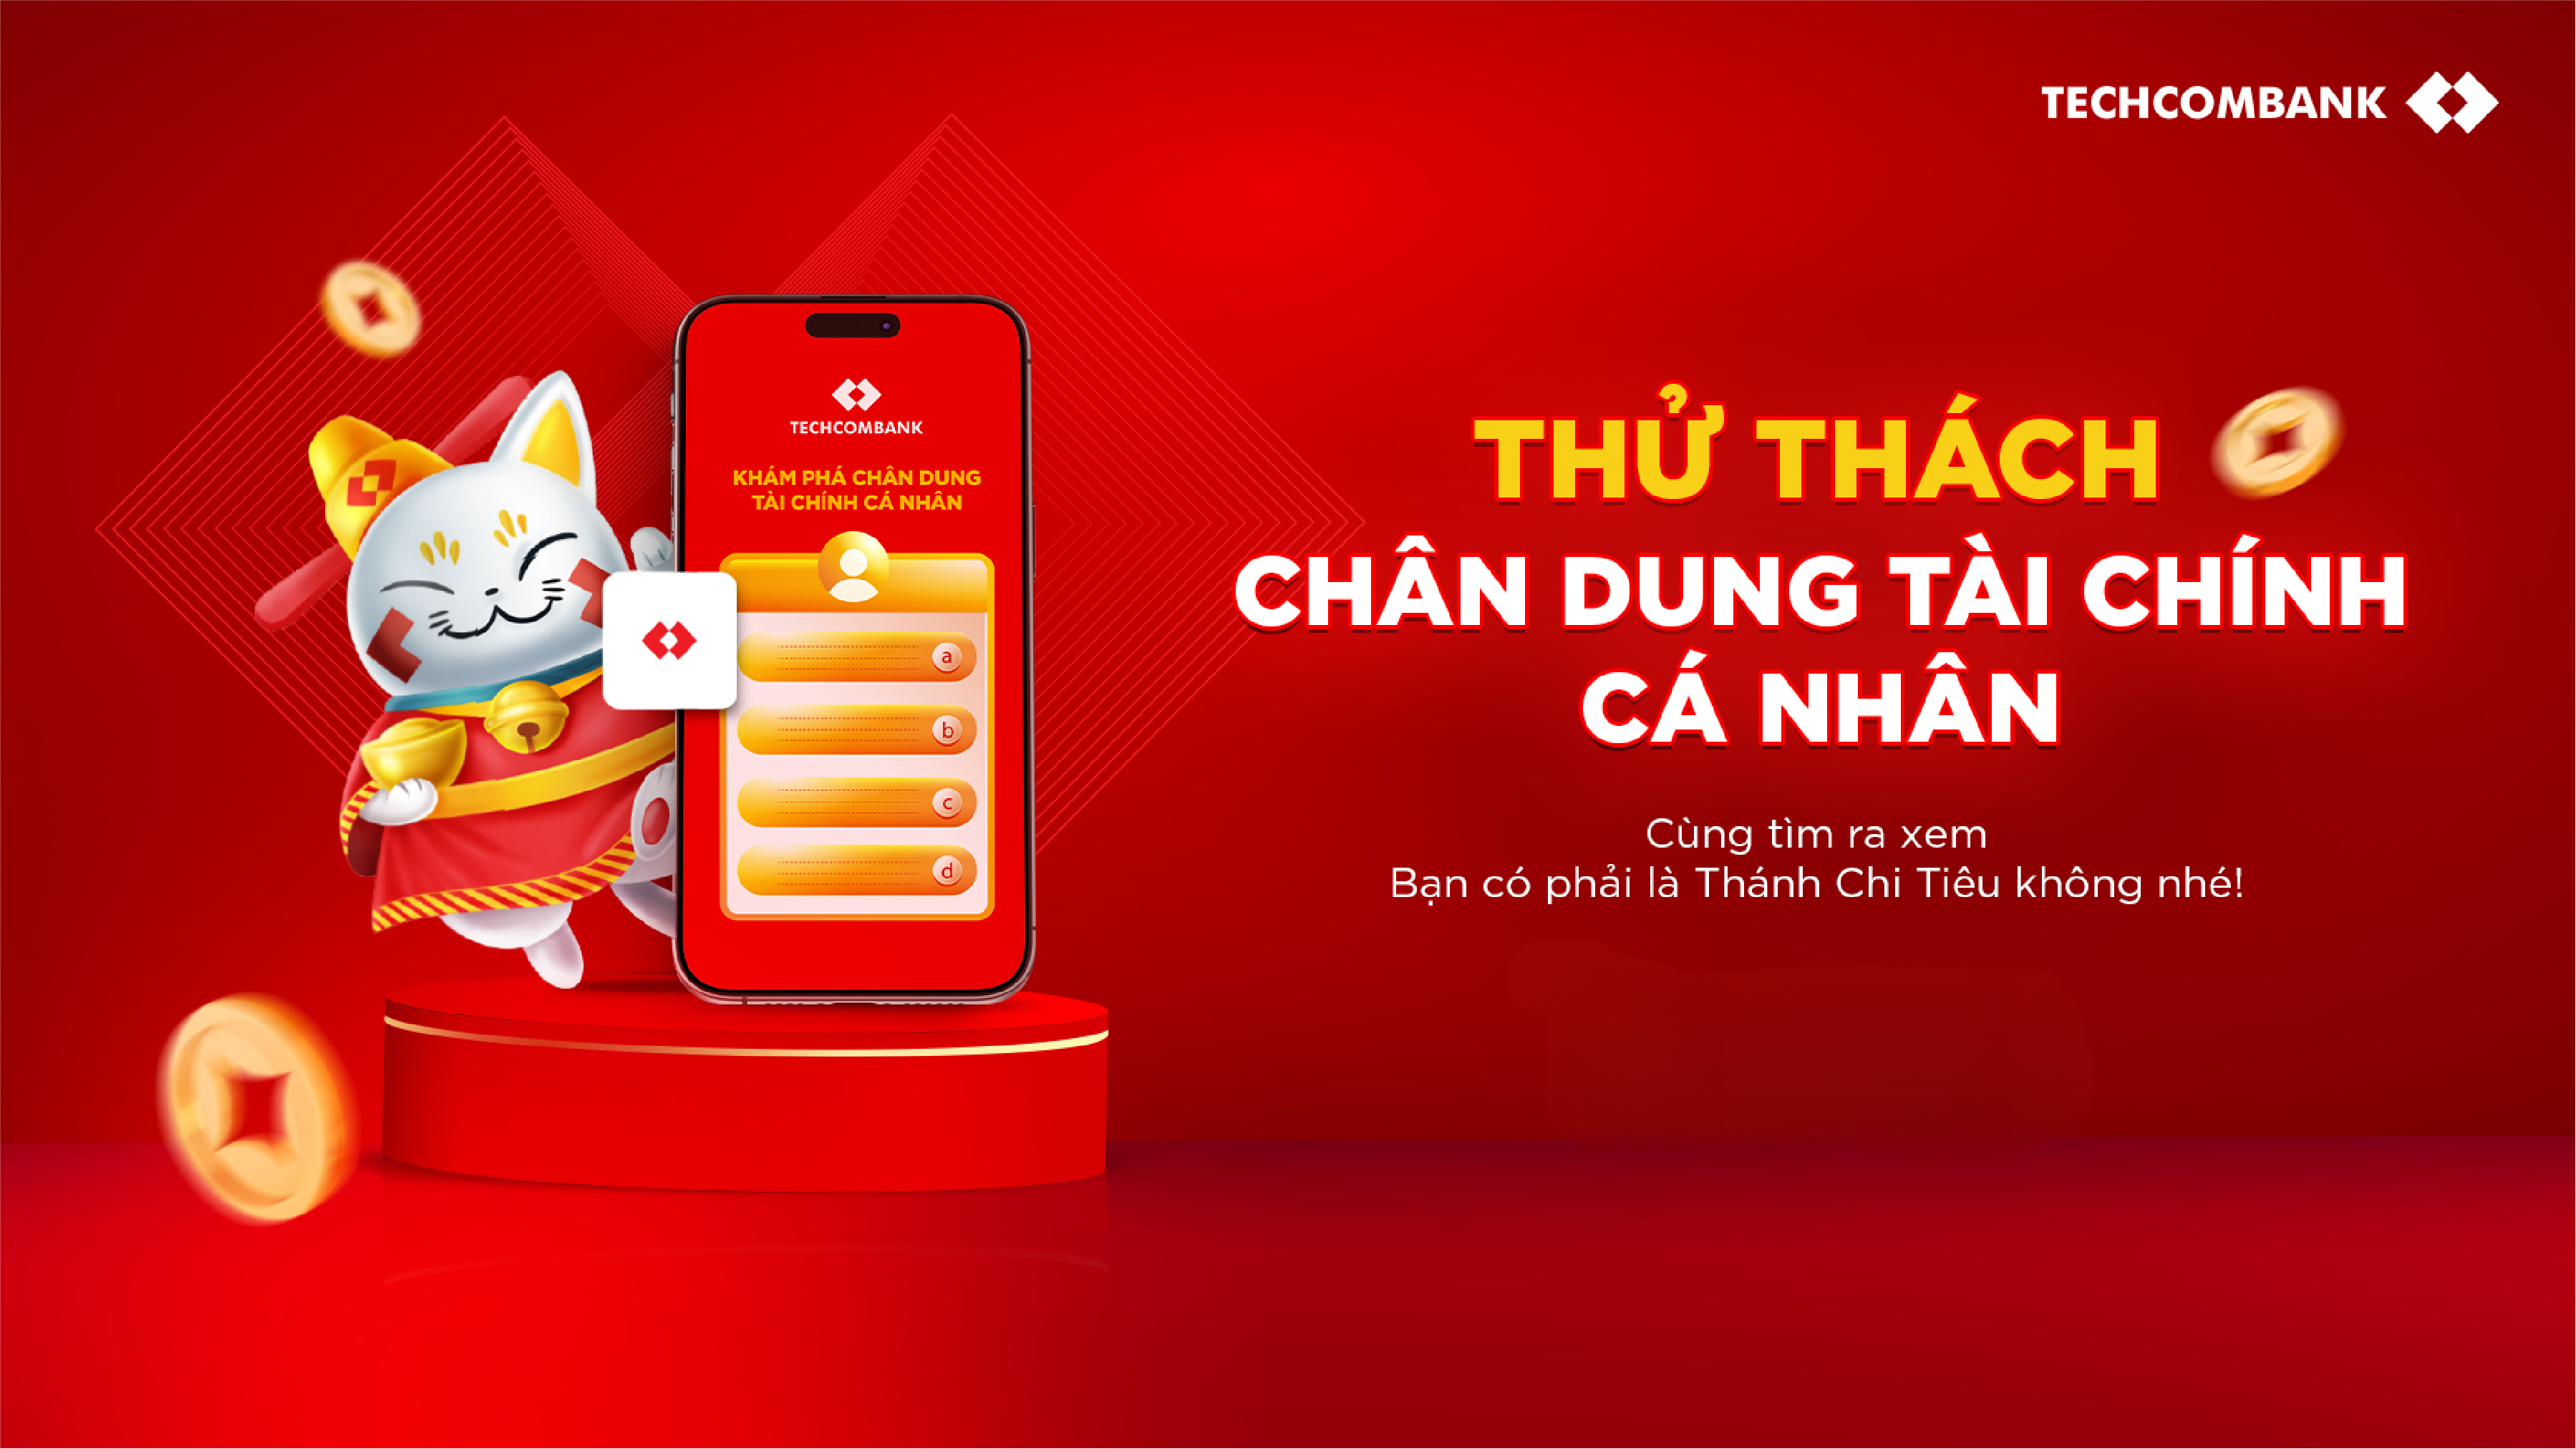 TECHCOMBANK
TECHCOMBANK
KHÁM PHÁ CHÂN DUNG
TÀI CHÍNH CÁ NHÂN
a
b
c
d
THỬ THÁCH
CHÂN DUNG TÀI CHÍNH
CÁ NHÂN
Cùng tìm ra xem
Bạn có phải là Thánh Chi Tiêu không nhé!